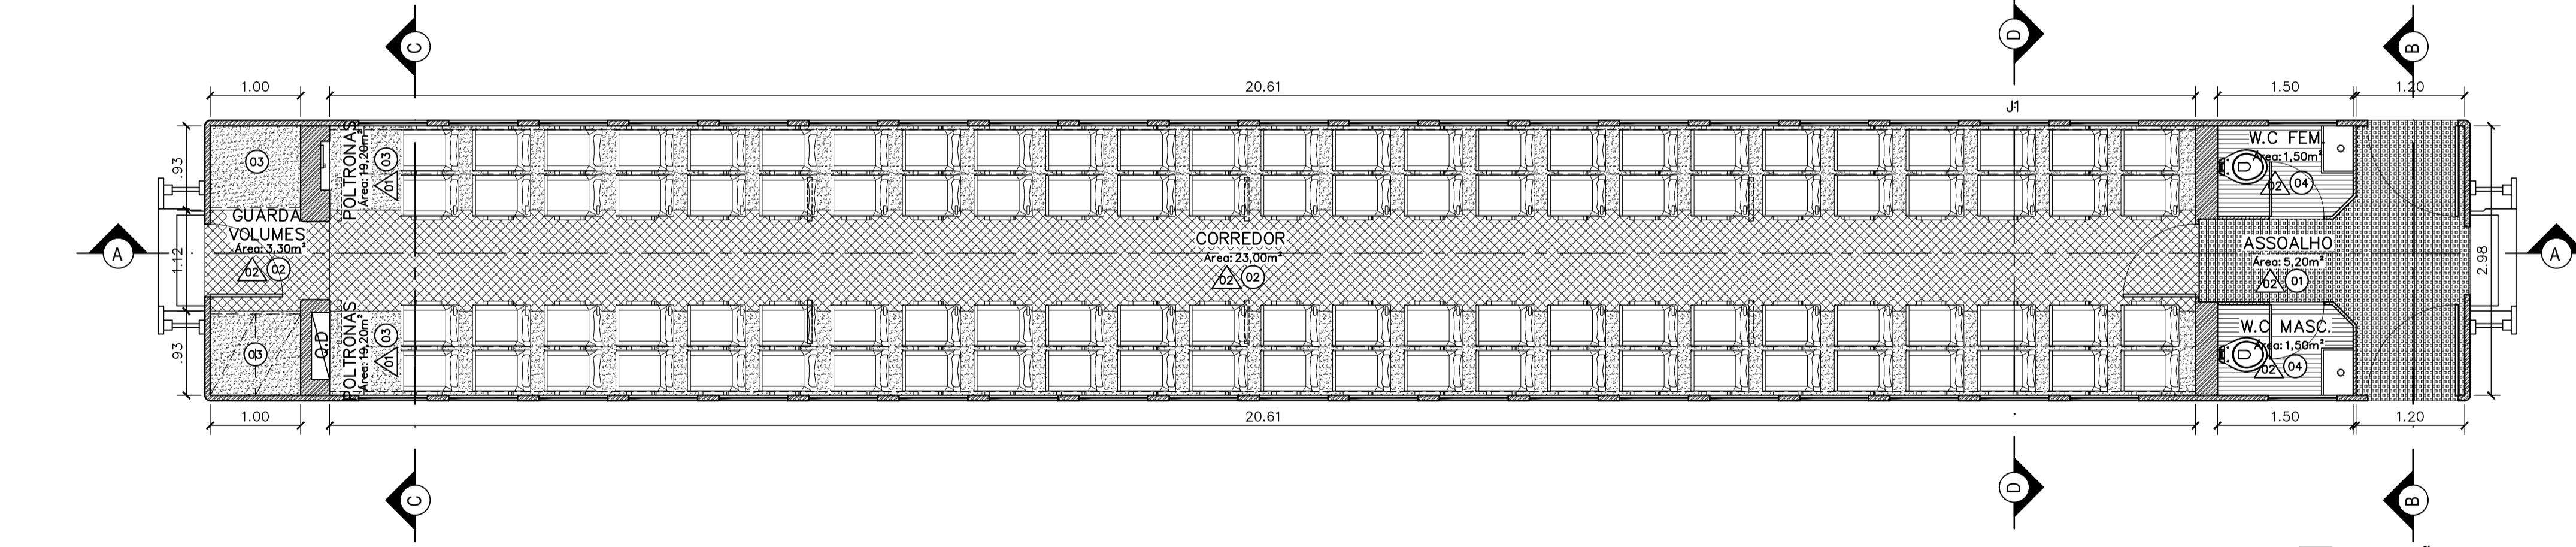 C
D
B
1.00
20.61
1.50
1.20
J1
.93
03
POLTRONAS
Área: 19,20m²
01
03
W.C FEM.
Área: 1,50m²
02
04
GUARDA
VOLUMES
Área: 3,30m²
02
02
A
1.12
CORREDOR
Área: 23,00m²
02
02
ASSOALHO
Área: 5,20m²
02
01
2.98
A
.93
03
Q.D
POLTRONAS
Área: 19,20m²
01
03
W.C MASC.
Área: 1,50m²
02
04
1.00
20.61
1.50
1.20
C
D
B